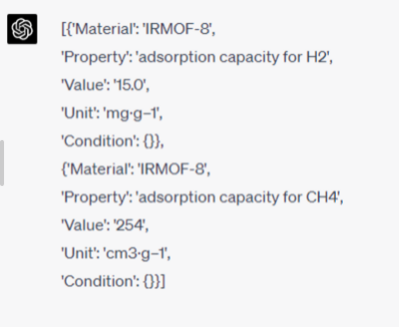 [{'Material': 'IRMOF-8',
'Property': 'adsorption capacity for H2',
'Value': '15.0',
'Unit': 'mg·g−1',
'Condition': {}},
{'Material': 'IRMOF-8',
'Property': 'adsorption capacity for CH4',
'Value': '254',
'Unit': 'cm3·g−1',
'Condition': {}}]